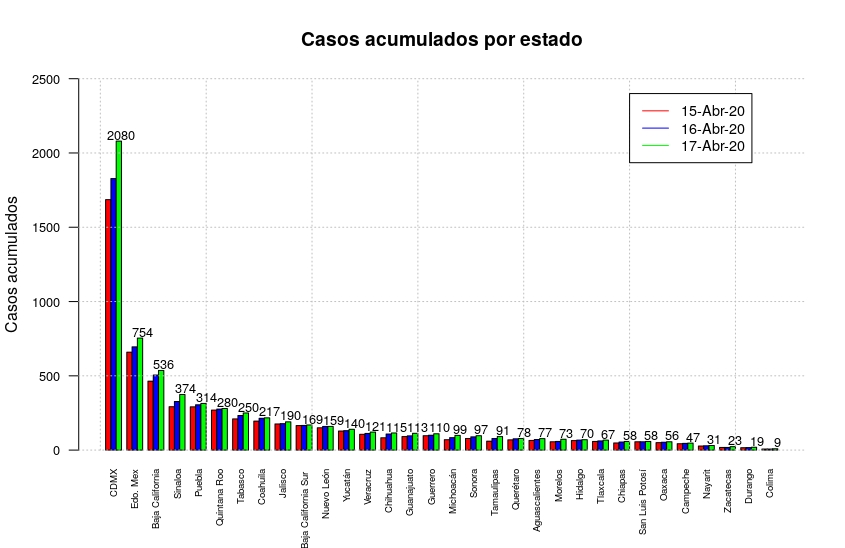 Casos acumulados por estado
2500
2000
1500
1000
500
0
Casos acumulados
15-Abr-20
16-Abr-20
17-Abr-20
2080
754
536
374
314
280
250
217
190
169
159
140
121
115
113
110
99
97
91
78
77
73
70
67
58
58
56
47
31
23
19
9
CDMX
Edo. Mex
Baja California
Sinaloa
Puebla
Quintana Roo
Tabasco
Coahuila
Jalisco
Baja California Sur
Nuevo León
Yucatán
Veracruz
Chihuahua
Guanajuato
Guerrero
Michoacán
Sonora
Tamaulipas
Querétaro
Aguascalientes
Morelos
Hidalgo
Tlaxcala
Chiapas
San Luis Potosí
Oaxaca
Campeche
Nayarit
Zacatecas
Durango
Colima